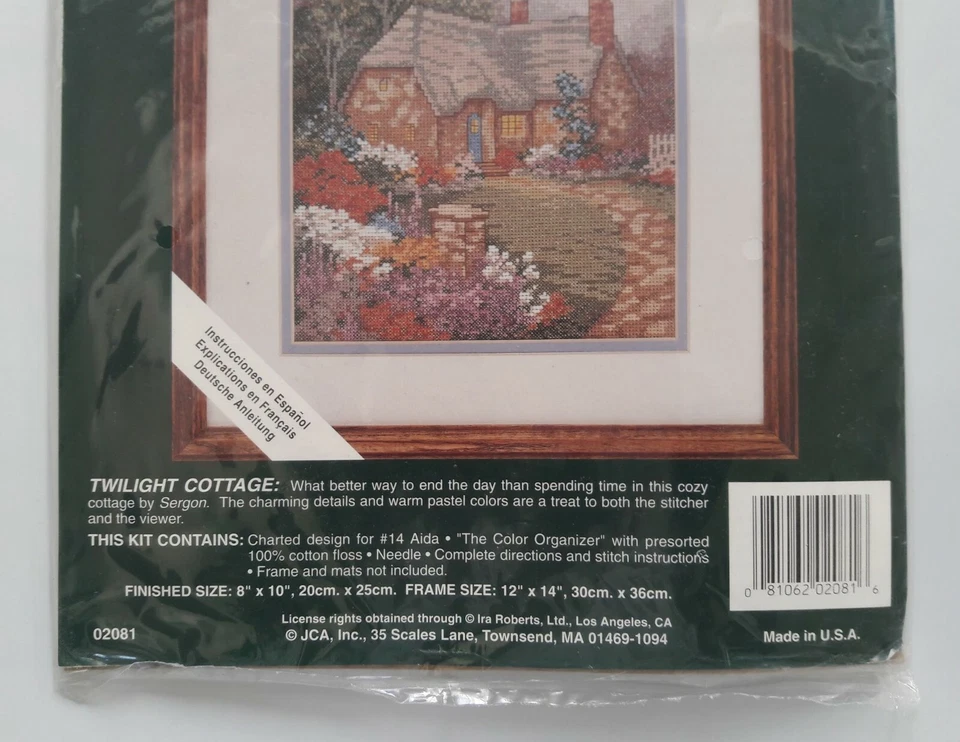 Instrucciones en Español
Explications en Français
Deutsche Anleitung
TWILIGHT COTTAGE: What better way to end the day than spending time in this cozy
cottage by Sergon. The charming details and warm pastel colors are a treat to both the stitcher
and the viewer.
THIS KIT CONTAINS: Charted design for #14 Aida • "The Color Organizer" with presorted
100% cotton floss • Needle • Complete directions and stitch instructions
• Frame and mats not included.
FINISHED SIZE: 8" x 10", 20cm. x 25cm. FRAME SIZE: 12" x 14", 30cm. x 36cm.
License rights obtained through © Ira Roberts, Ltd., Los Angeles, CA
02081 © JCA, Inc., 35 Scales Lane, Townsend, MA 01469-1094 Made in U.S.A.
0 81062 02081 6